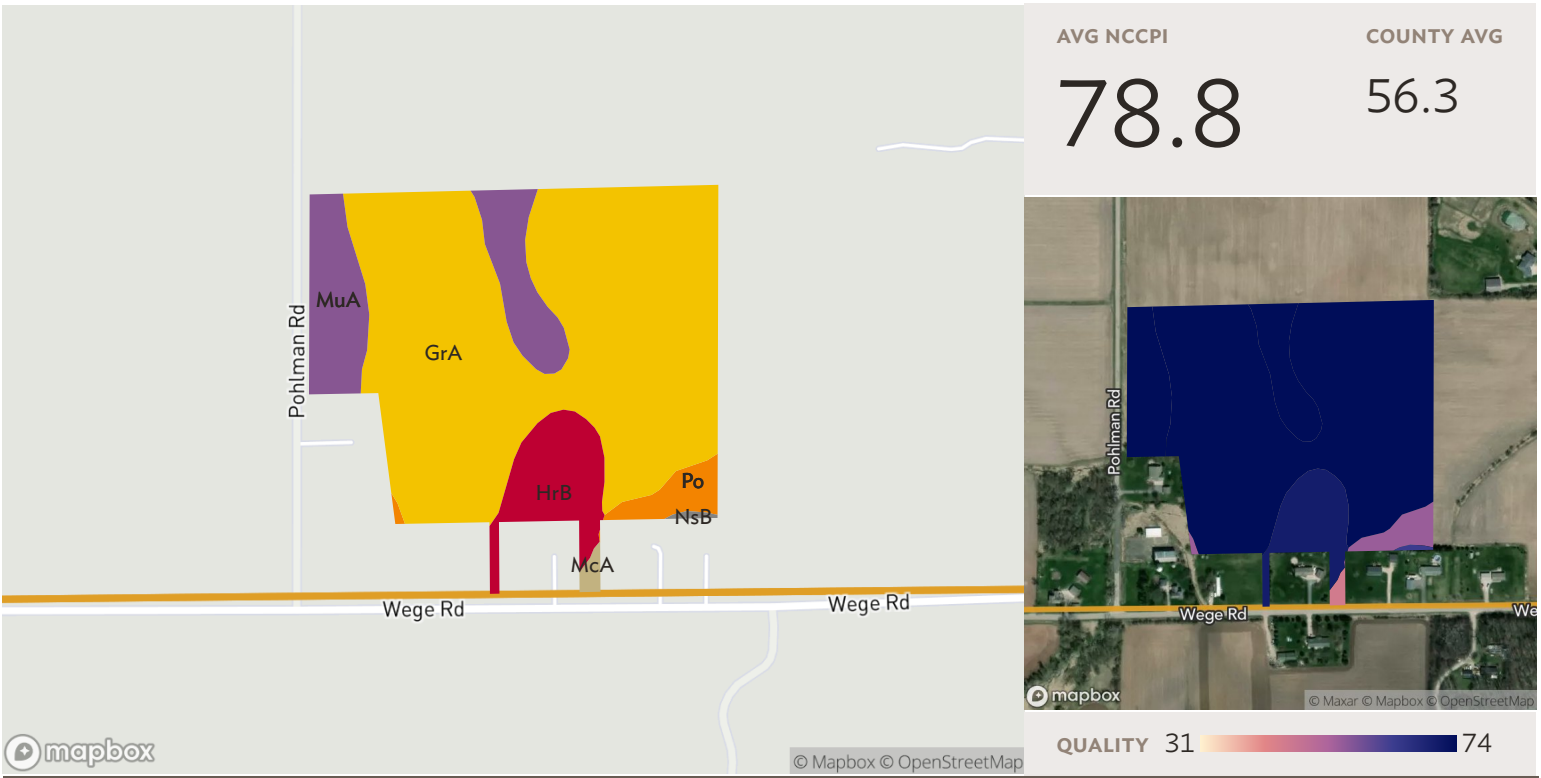 AVG NCCPI
COUNTY AVG
78.8
56.3
MuA
GrA
Pohlman Rd
HrB
Po
NsB
McA
Wege Rd
Wege Rd
mapbox
© Mapbox © OpenStreetMap
Pohlman Rd
Wege Rd
We
mapbox
© Maxar © Mapbox © OpenStreetMap
QUALITY 31 74